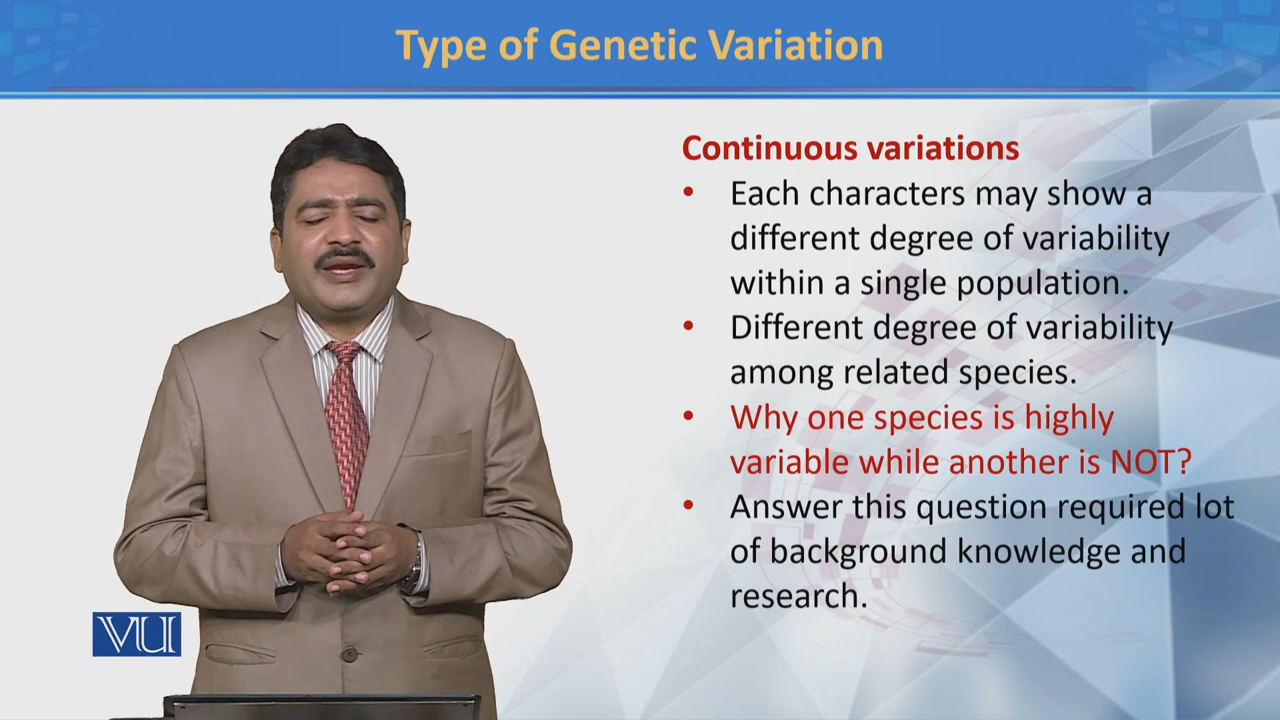 Type of Genetic Variation
Continuous variations
• Each characters may show a
different degree of variability
within a single population.
• Different degree of variability
among related species.
• Why one species is highly
variable while another is NOT?
• Answer this question required lot
of background knowledge and
research.
VU